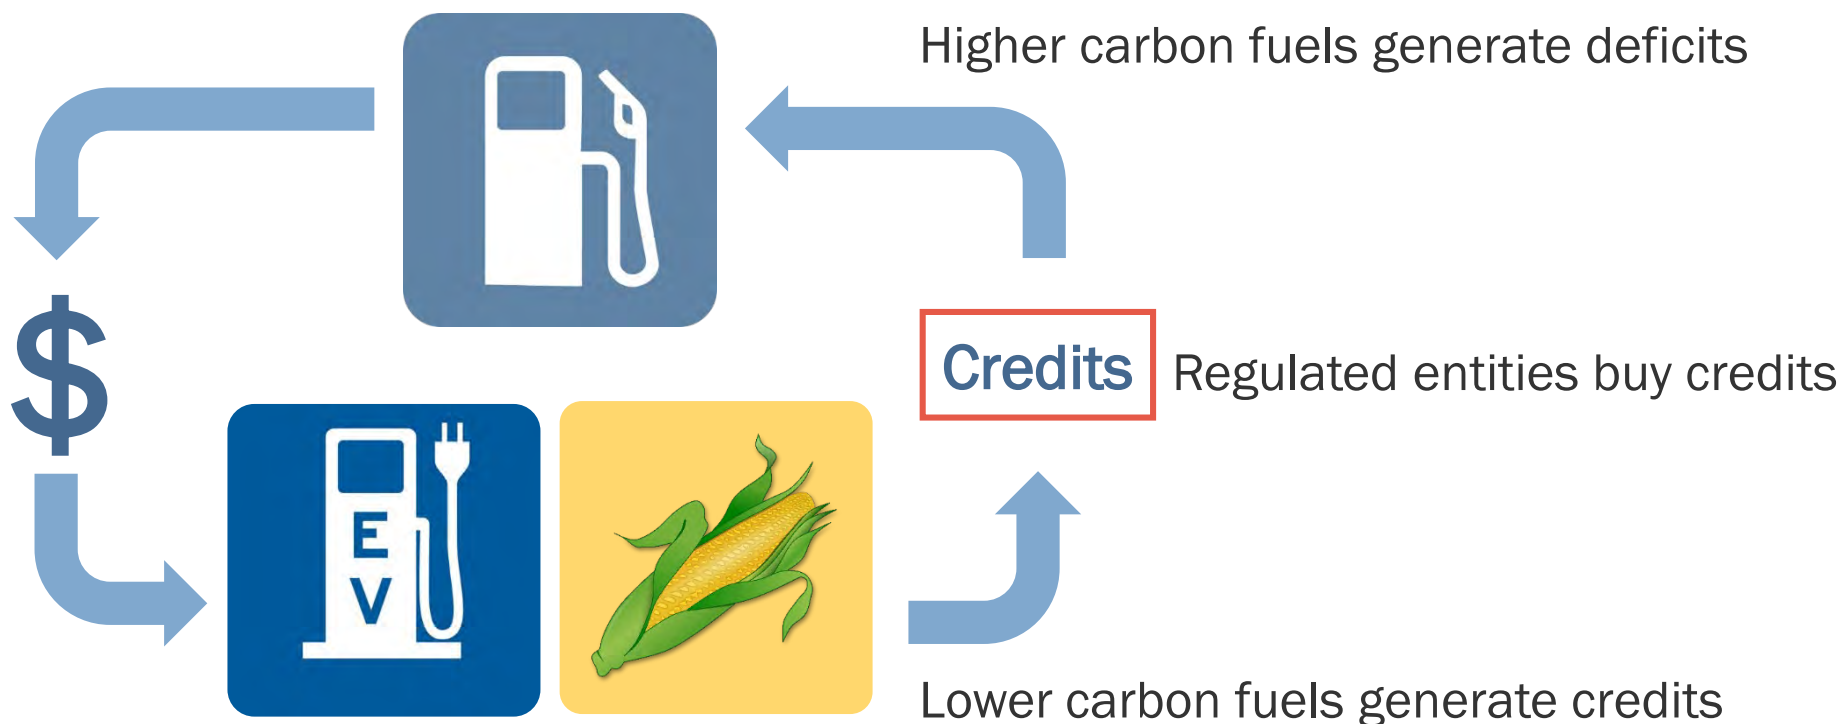 Higher carbon fuels generate deficits
$
Credits
Regulated entities buy credits
E
V
Lower carbon fuels generate credits